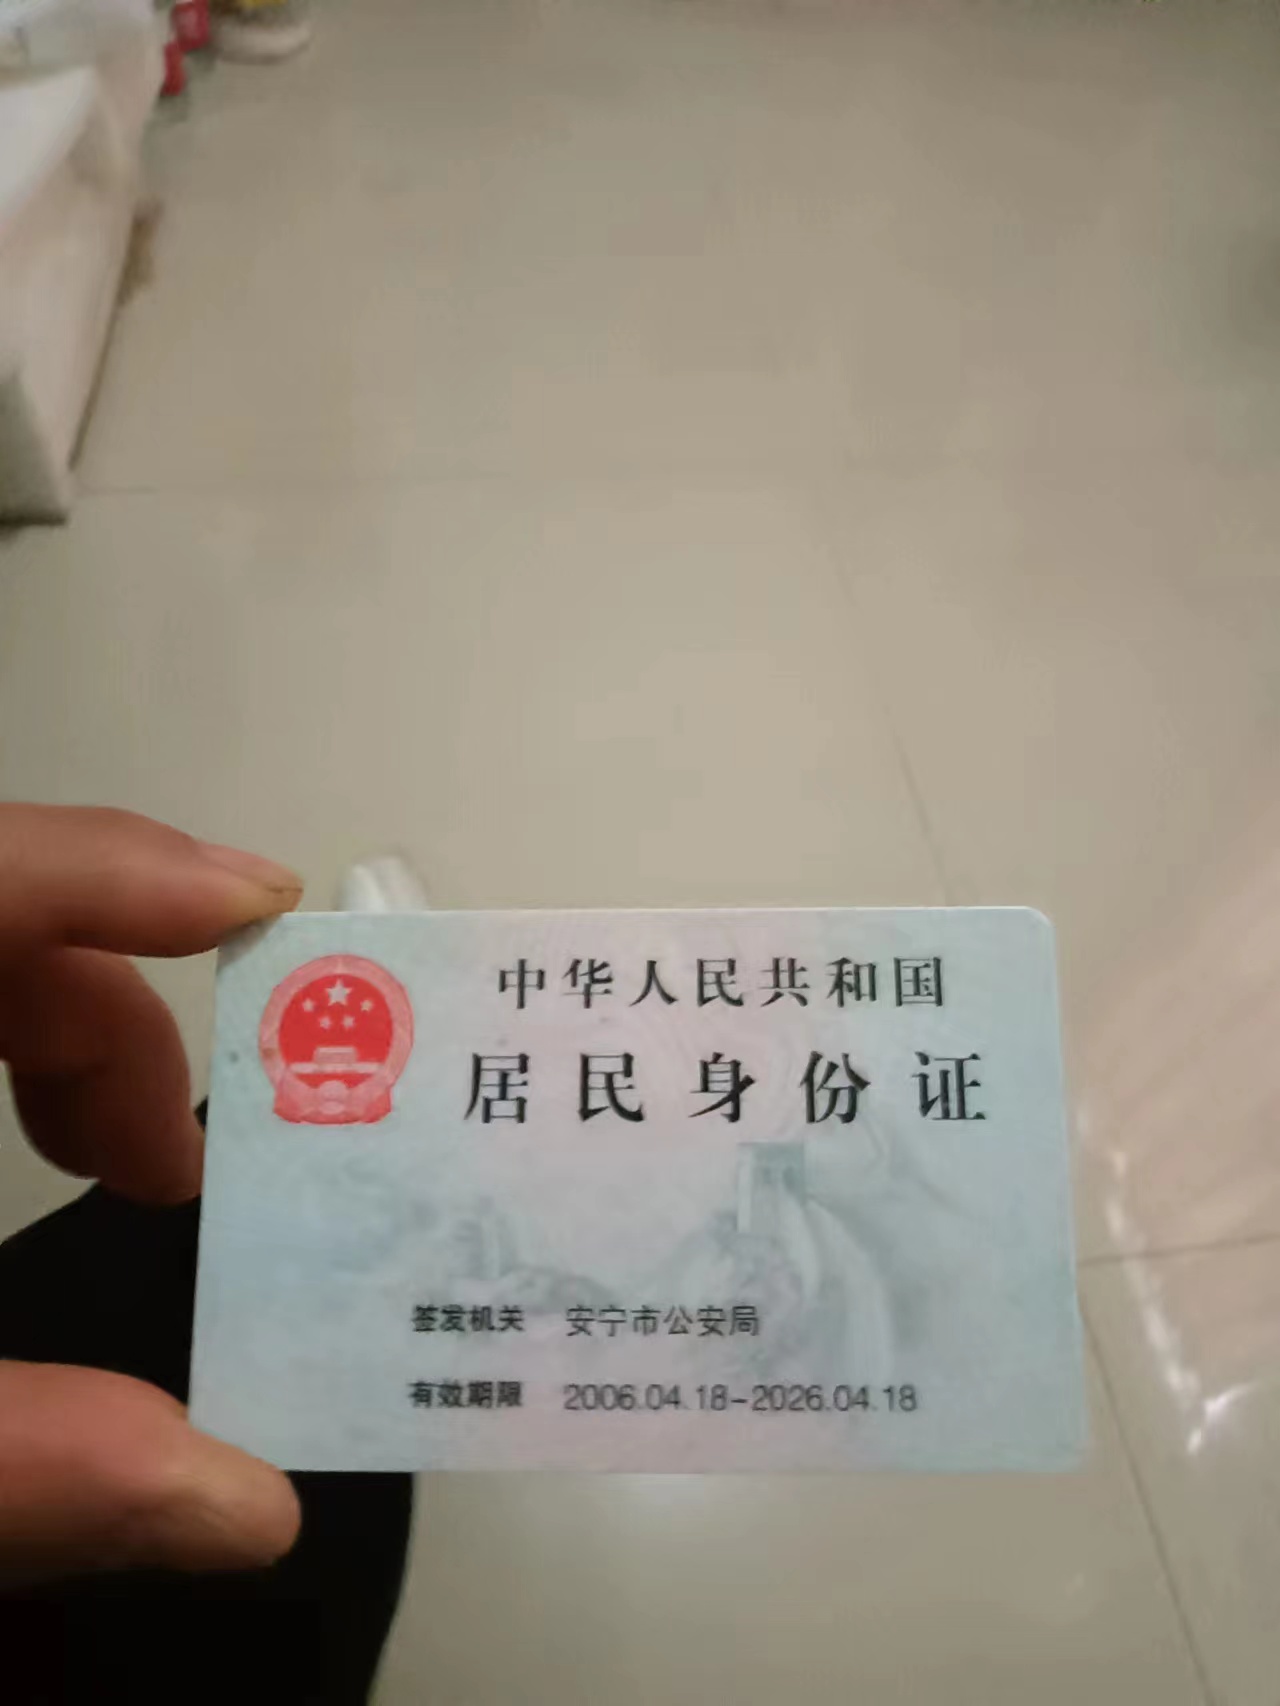 中华人民共和国
居民身份证
签发机关 安宁市公安局
有效期限 2006.04.18-2026.04.18